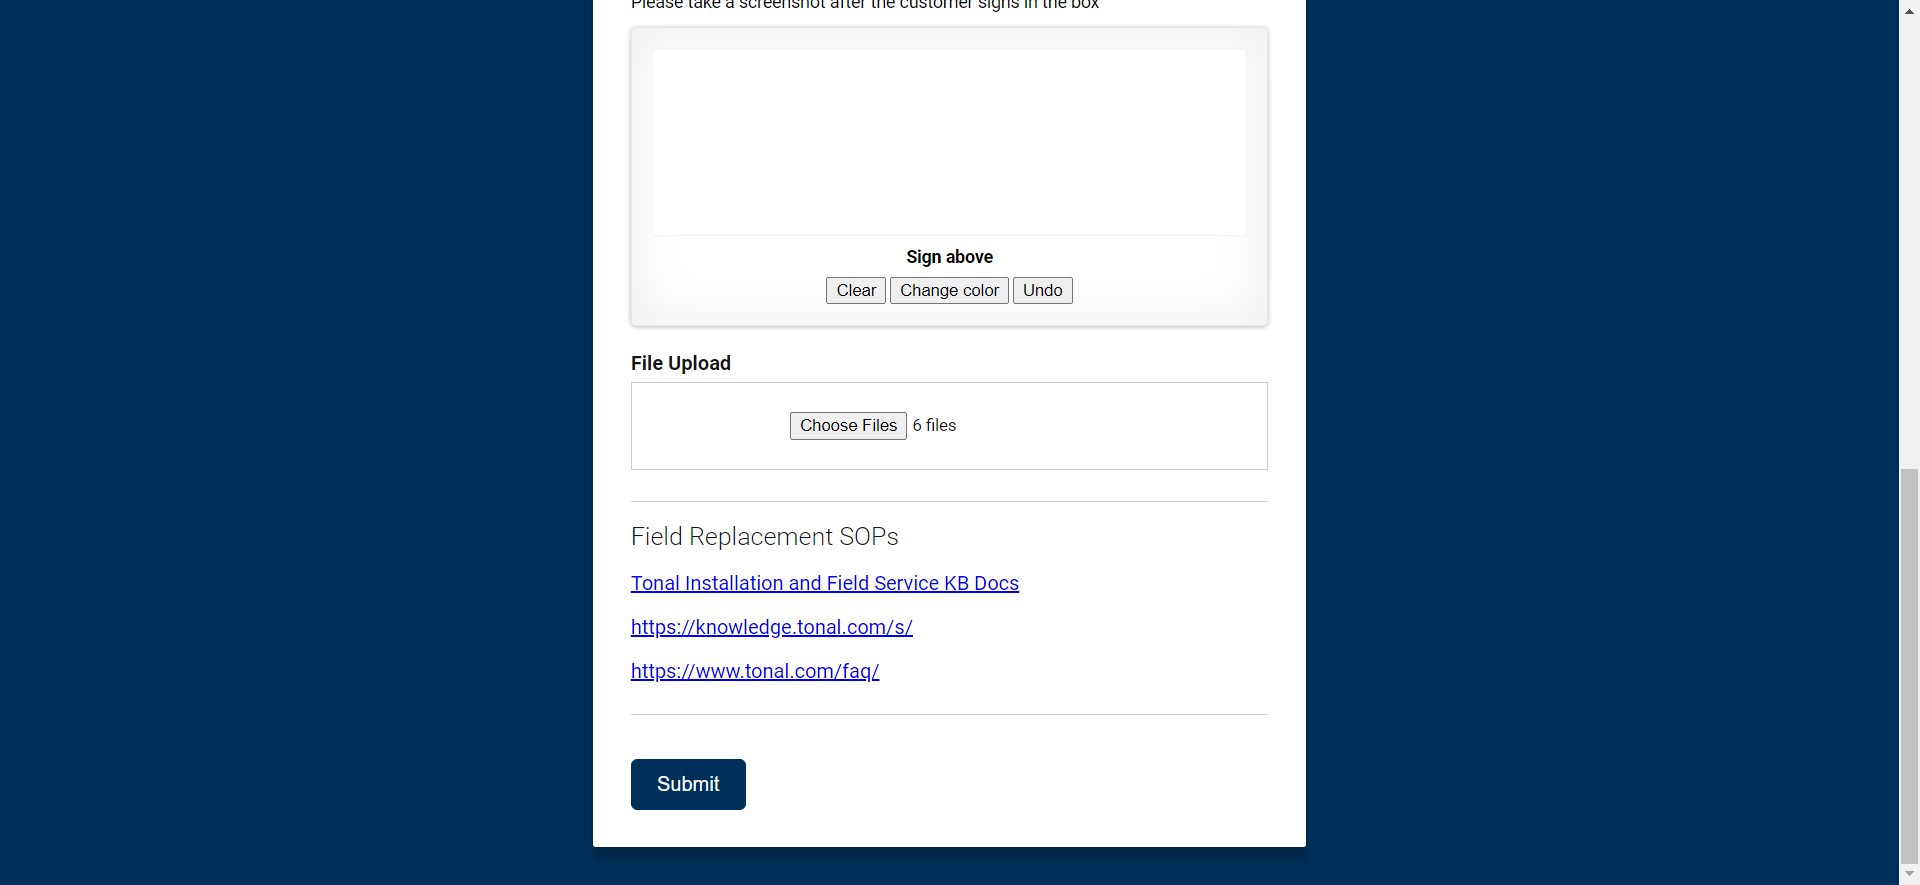 Please take a screenshot after the customer signs in the box
Sign above
Clear Change color Undo
File Upload
Choose Files 6 files
Field Replacement SOPs
Tonal Installation and Field Service KB Docs
https://knowledge.tonal.com/s/
https://www.tonal.com/faq/
Submit